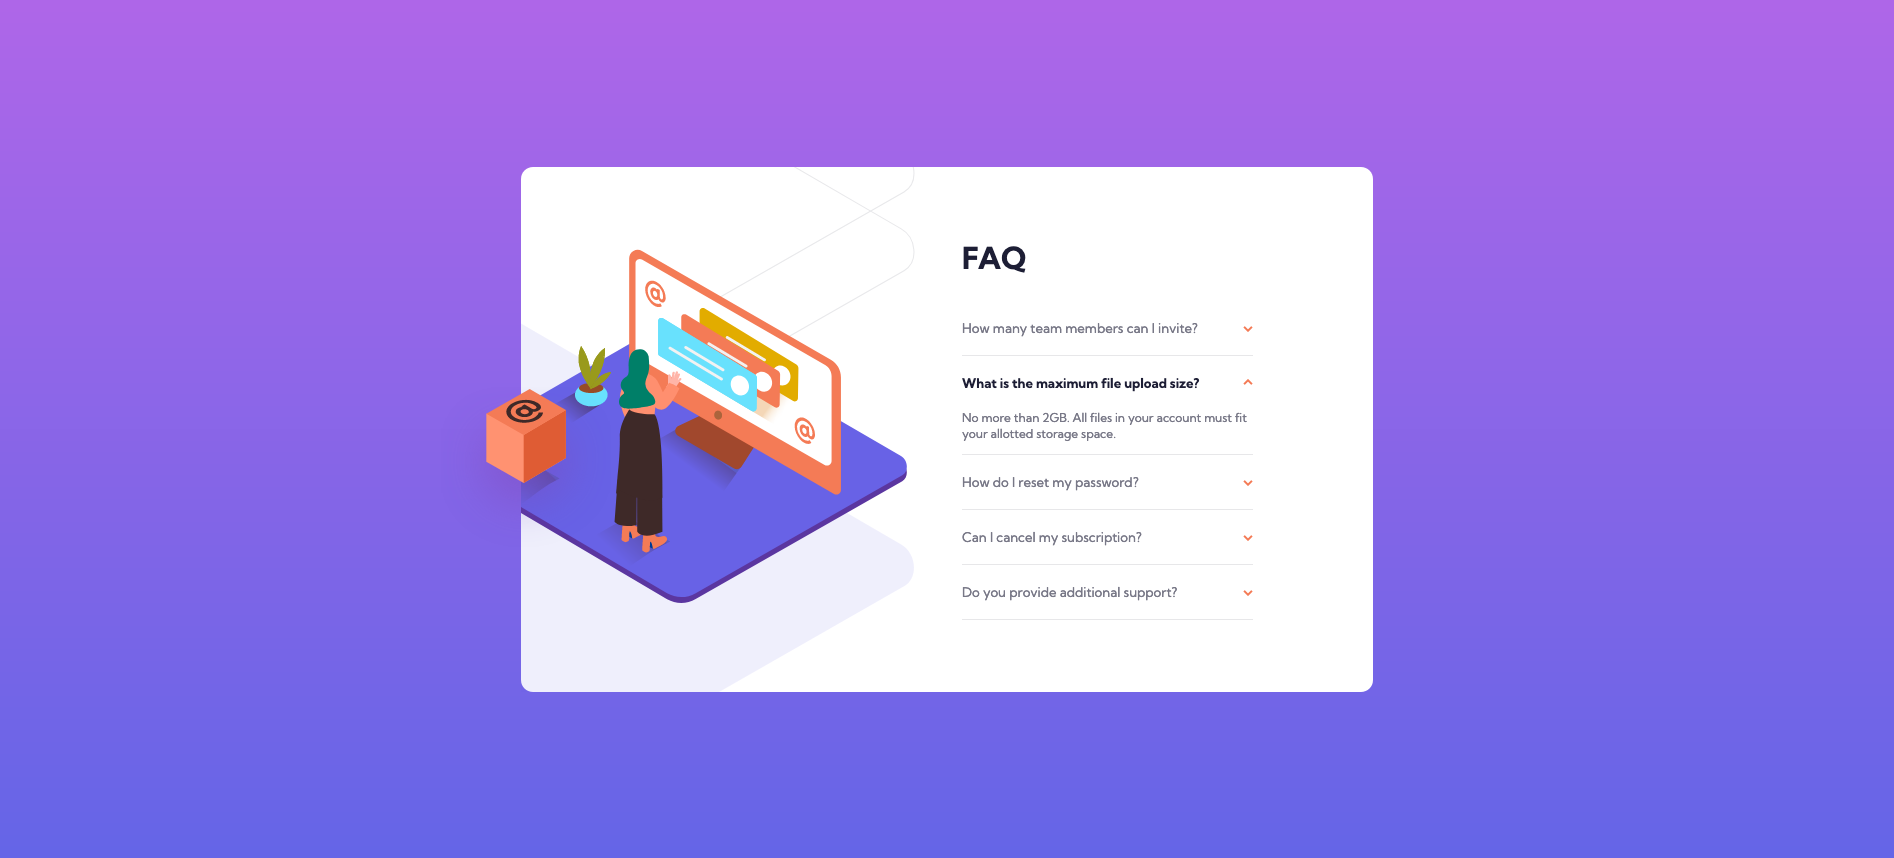 FAQ
How many team members can I invite?
What is the maximum file upload size?
No more than 2GB. All files in your account must fit
your allotted storage space.
How do I reset my password?
Can I cancel my subscription?
Do you provide additional support?
@
@
@